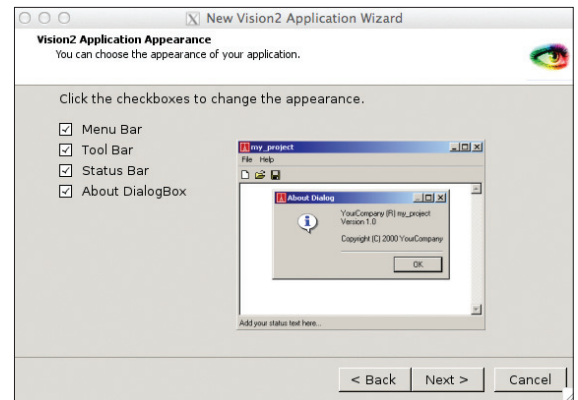 New Vision2 Application Wizard
Vision2 Application Appearance
You can choose the appearance of your application.
Click the checkboxes to change the appearance.
Menu Bar
Tool Bar
Status Bar
About DialogBox
my_project
File Help
About Dialog
YourCompany (R) my_project
Version 1.0
Copyright (C) 2000 YourCompany
OK
Add your status text here...
< Back Next > Cancel